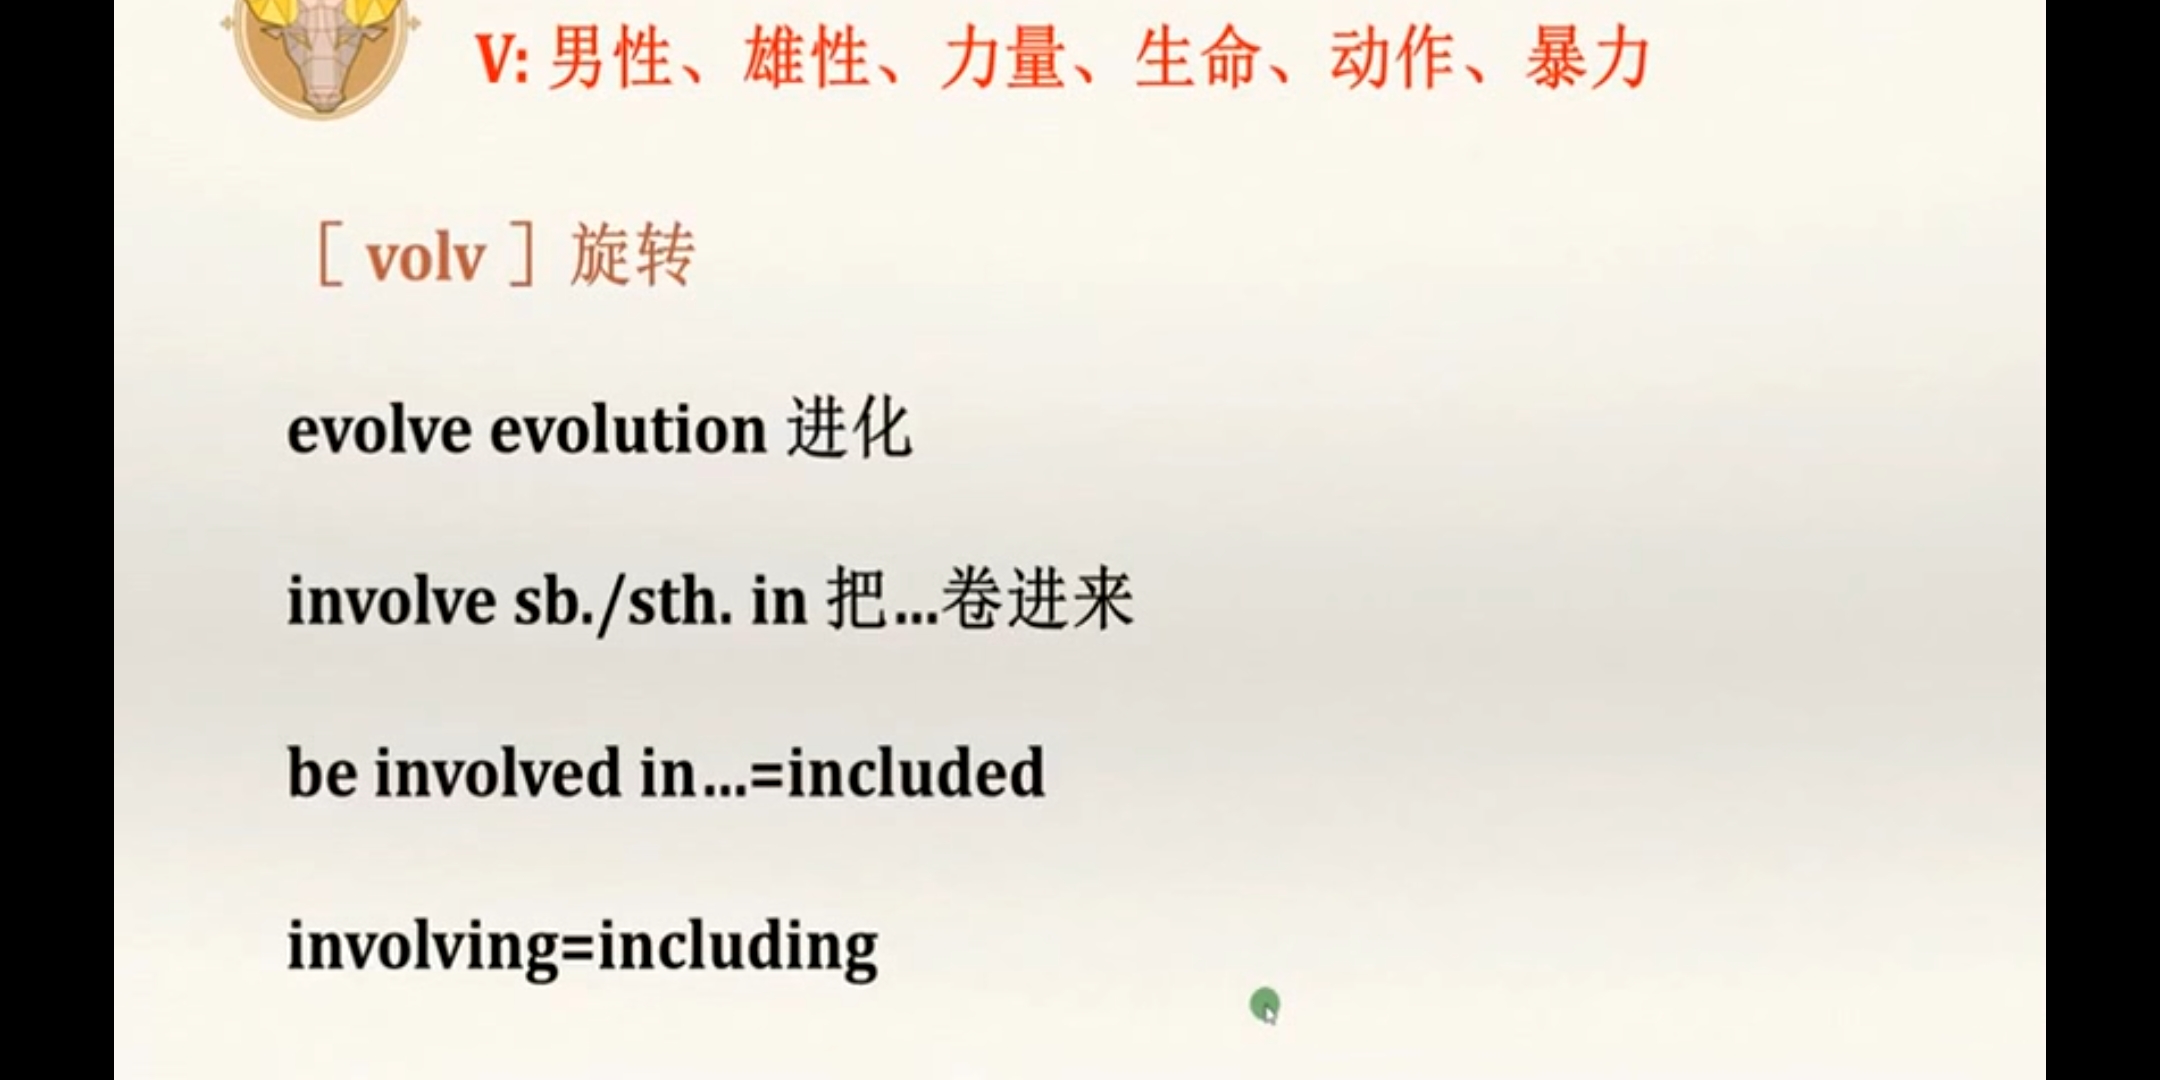 V: 男性、雄性、力量、生命、动作、暴力
［ volv ］旋转
evolve evolution 进化
involve sb./sth. in 把...卷进来
be involved in...=included
involving=including